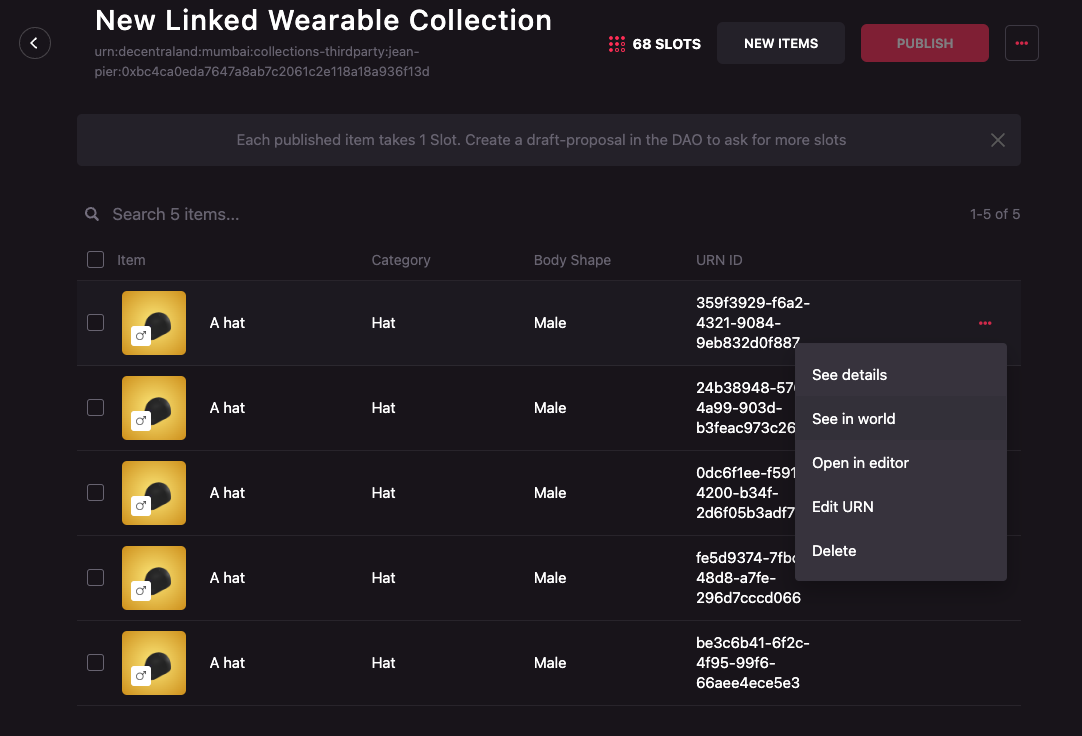 New Linked Wearable Collection
urn:decentraland:mumbai:collections-thirdparty:jean-
pier:0xbc4ca0eda7647a8ab7c2061c2e118a18a936f13d
68 SLOTS
NEW ITEMS
PUBLISH
Each published item takes 1 Slot. Create a draft-proposal in the DAO to ask for more slots
Search 5 items...
1-5 of 5
Item Category Body Shape URN ID
A hat Hat Male
359f3929-f6a2-
4321-9084-
9eb832d0f887
A hat Hat Male
24b38948-57
4a99-903d-
b3feac973c26
A hat Hat Male
0dc6f1ee-f591
4200-b34f-
2d6f05b3adf7
A hat Hat Male
fe5d9374-7fb
48d8-a7fe-
296d7cccd066
A hat Hat Male
be3c6b41-6f2c-
4f95-99f6-
66aee4ece5e3
See details
See in world
Open in editor
Edit URN
Delete